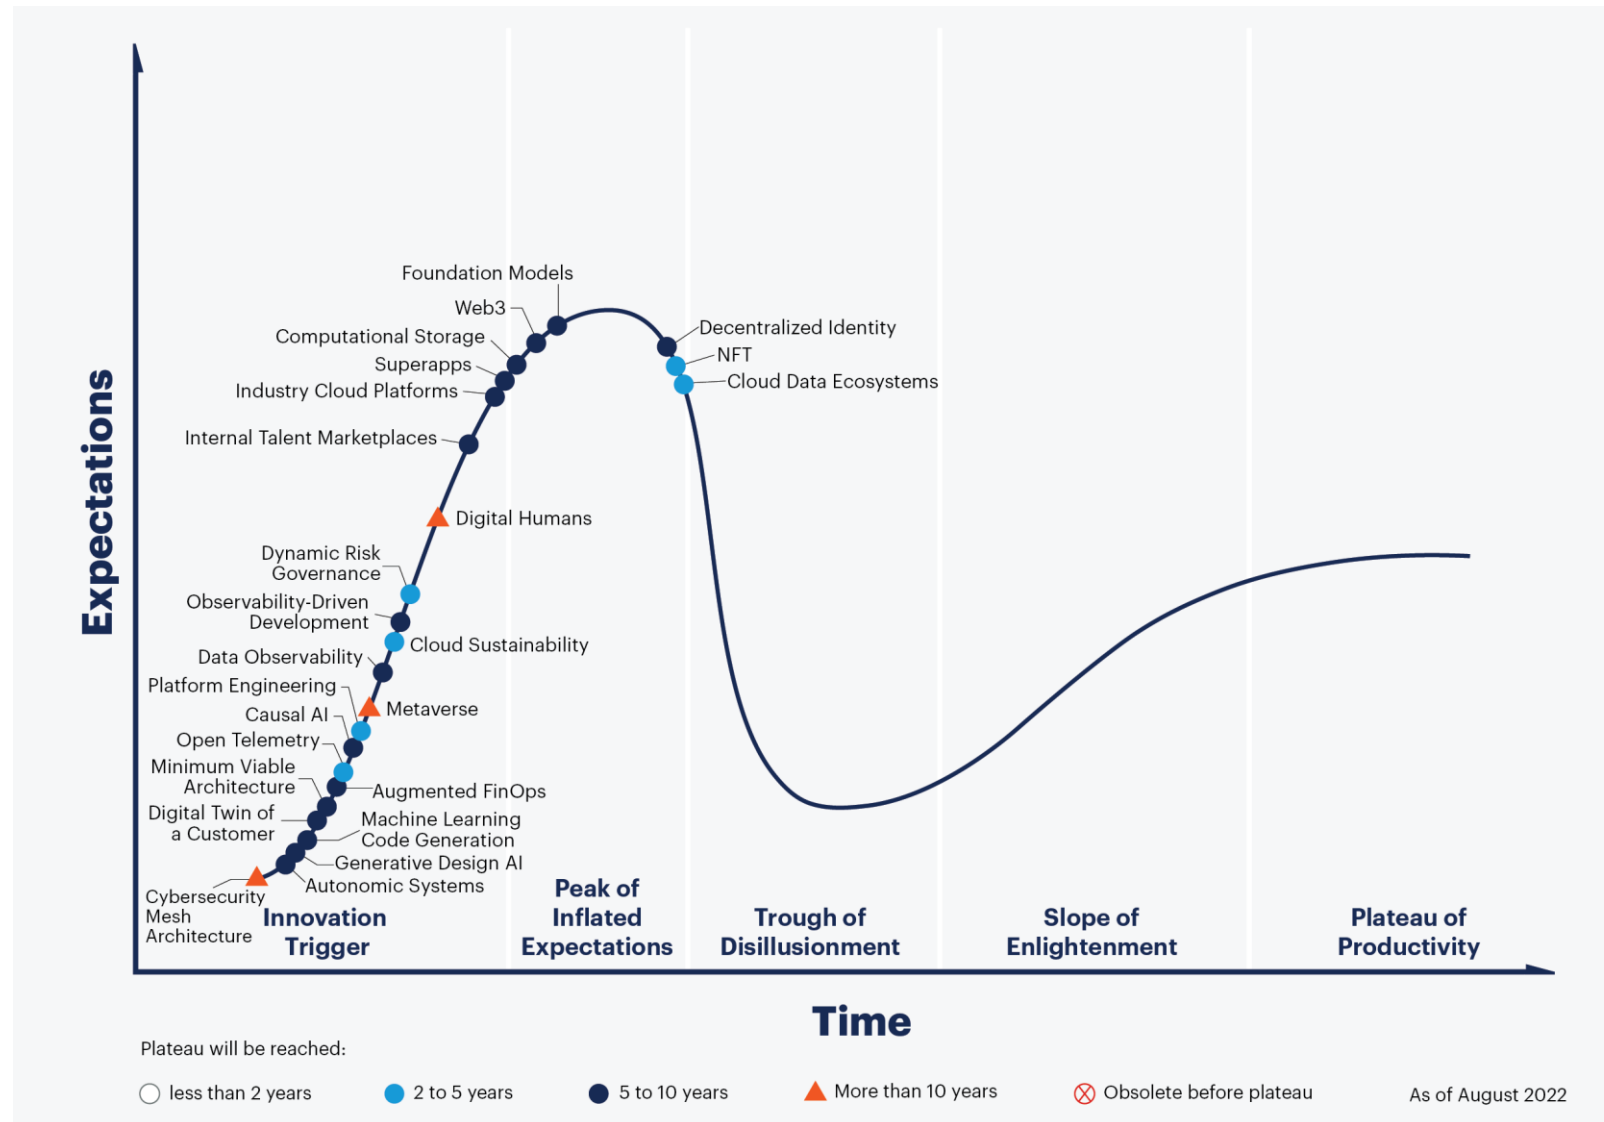 Foundation Models
Web3
Computational Storage
Superapps
Industry Cloud Platforms
Internal Talent Marketplaces
Digital Humans
Dynamic Risk
Governance
Observability-Driven
Development
Cloud Sustainability
Data Observability
Platform Engineering
Metaverse
Causal AI
Open Telemetry
Minimum Viable
Architecture
Augmented FinOps
Digital Twin of
a Customer
Machine Learning
Code Generation
Generative Design AI
Autonomic Systems
Cybersecurity
Mesh
Architecture
Decentralized Identity
NFT
Cloud Data Ecosystems
Expectations
Innovation
Trigger
Peak of
Inflated
Expectations
Trough of
Disillusionment
Slope of
Enlightenment
Plateau of
Productivity
Time
Plateau will be reached:
less than 2 years
2 to 5 years
5 to 10 years
More than 10 years
Obsolete before plateau
As of August 2022